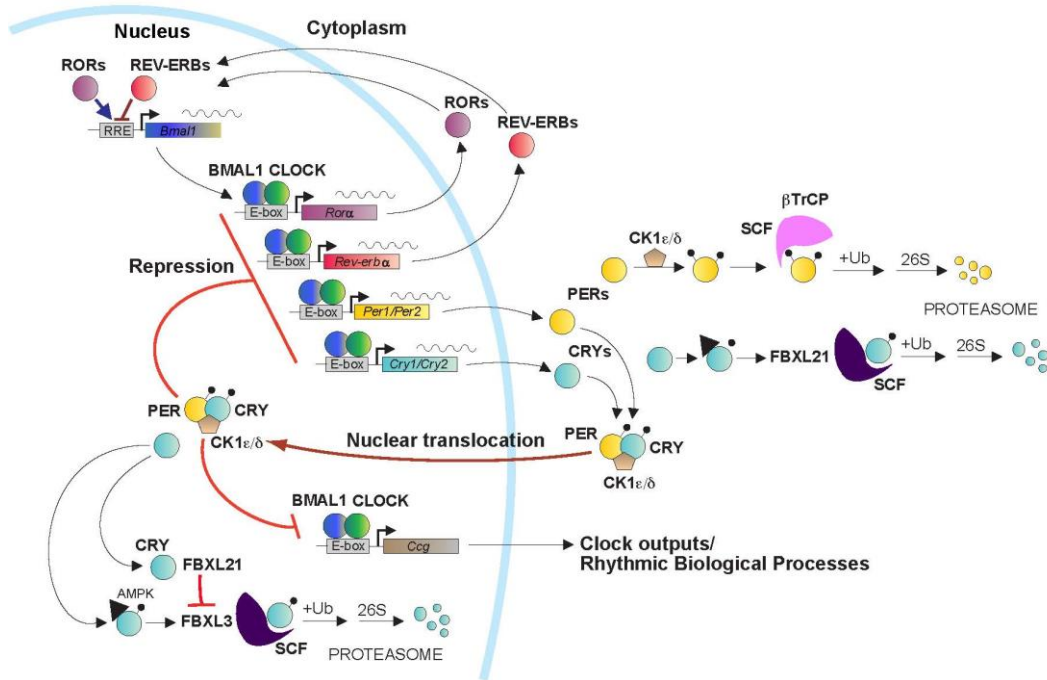 Nucleus
Cytoplasm
RORs
REV-ERBs
RRE
Bmal1
RORs
REV-ERBs
BMAL1 CLOCK
E-box
Rorα
E-box
Rev-erbα
Repression
E-box
Per1/Per2
E-box
Cry1/Cry2
PERs
CRYs
CK1ε/δ
SCF
βTrCP
+Ub
26S
PROTEASOME
FBXL21
SCF
+Ub
26S
PER
CRY
CK1ε/δ
Nuclear translocation
PER
CRY
CK1ε/δ
BMAL1 CLOCK
E-box
Ccg
Clock outputs/
Rhythmic Biological Processes
CRY
FBXL21
AMPK
FBXL3
SCF
+Ub
26S
PROTEASOME